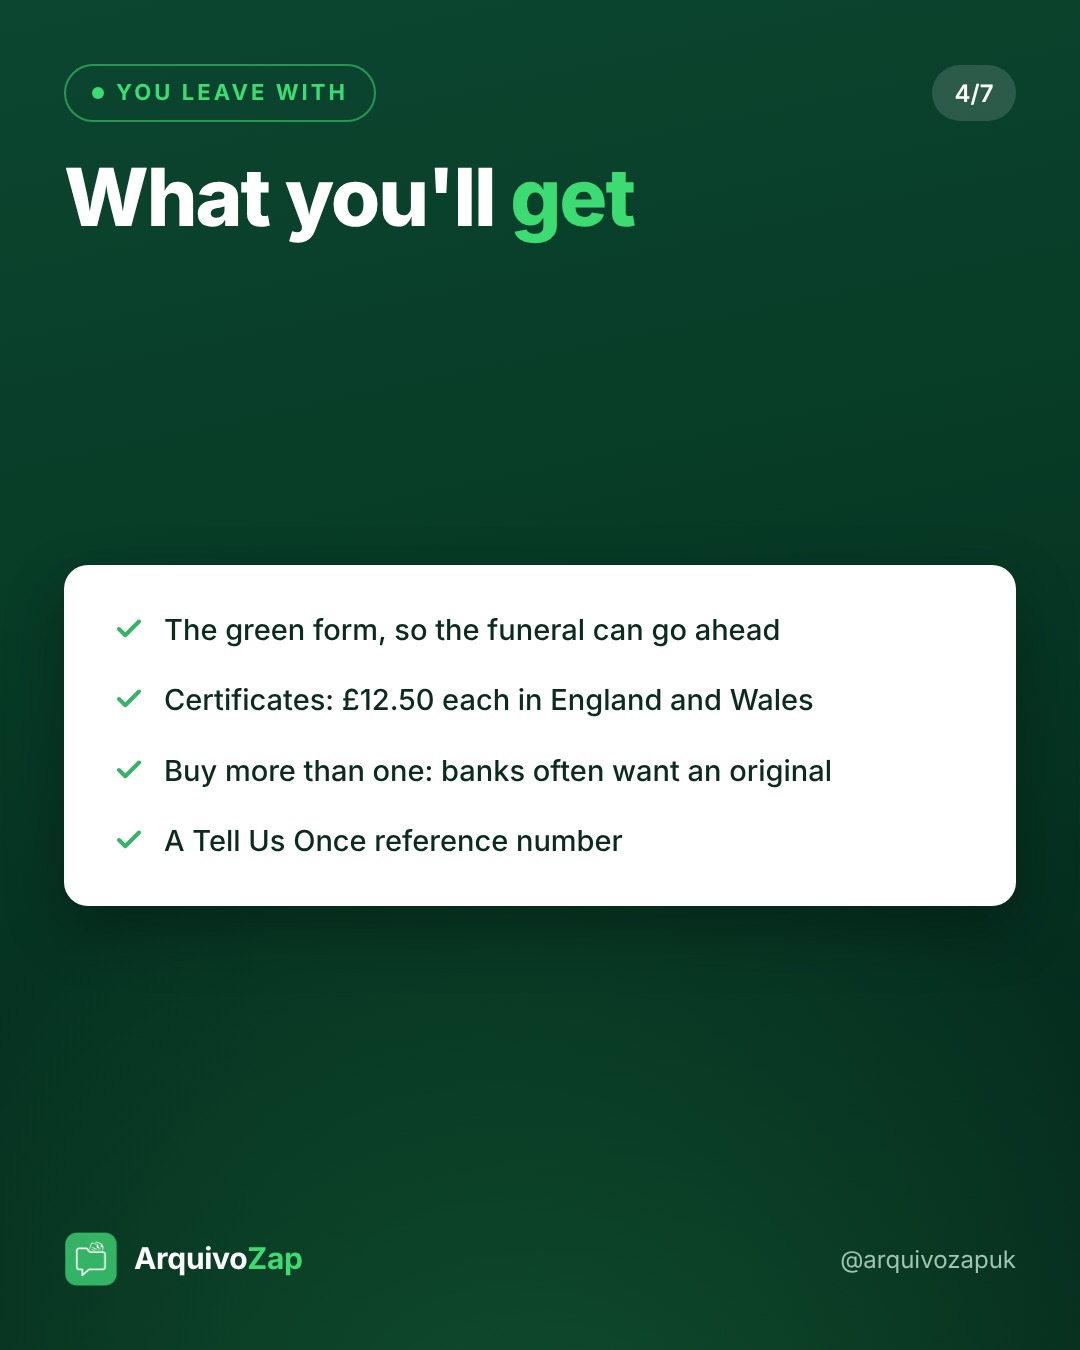 YOU LEAVE WITH
4/7
What you'll get
The green form, so the funeral can go ahead
Certificates: £12.50 each in England and Wales
Buy more than one: banks often want an original
A Tell Us Once reference number
ArquivoZap
@arquivozapuk